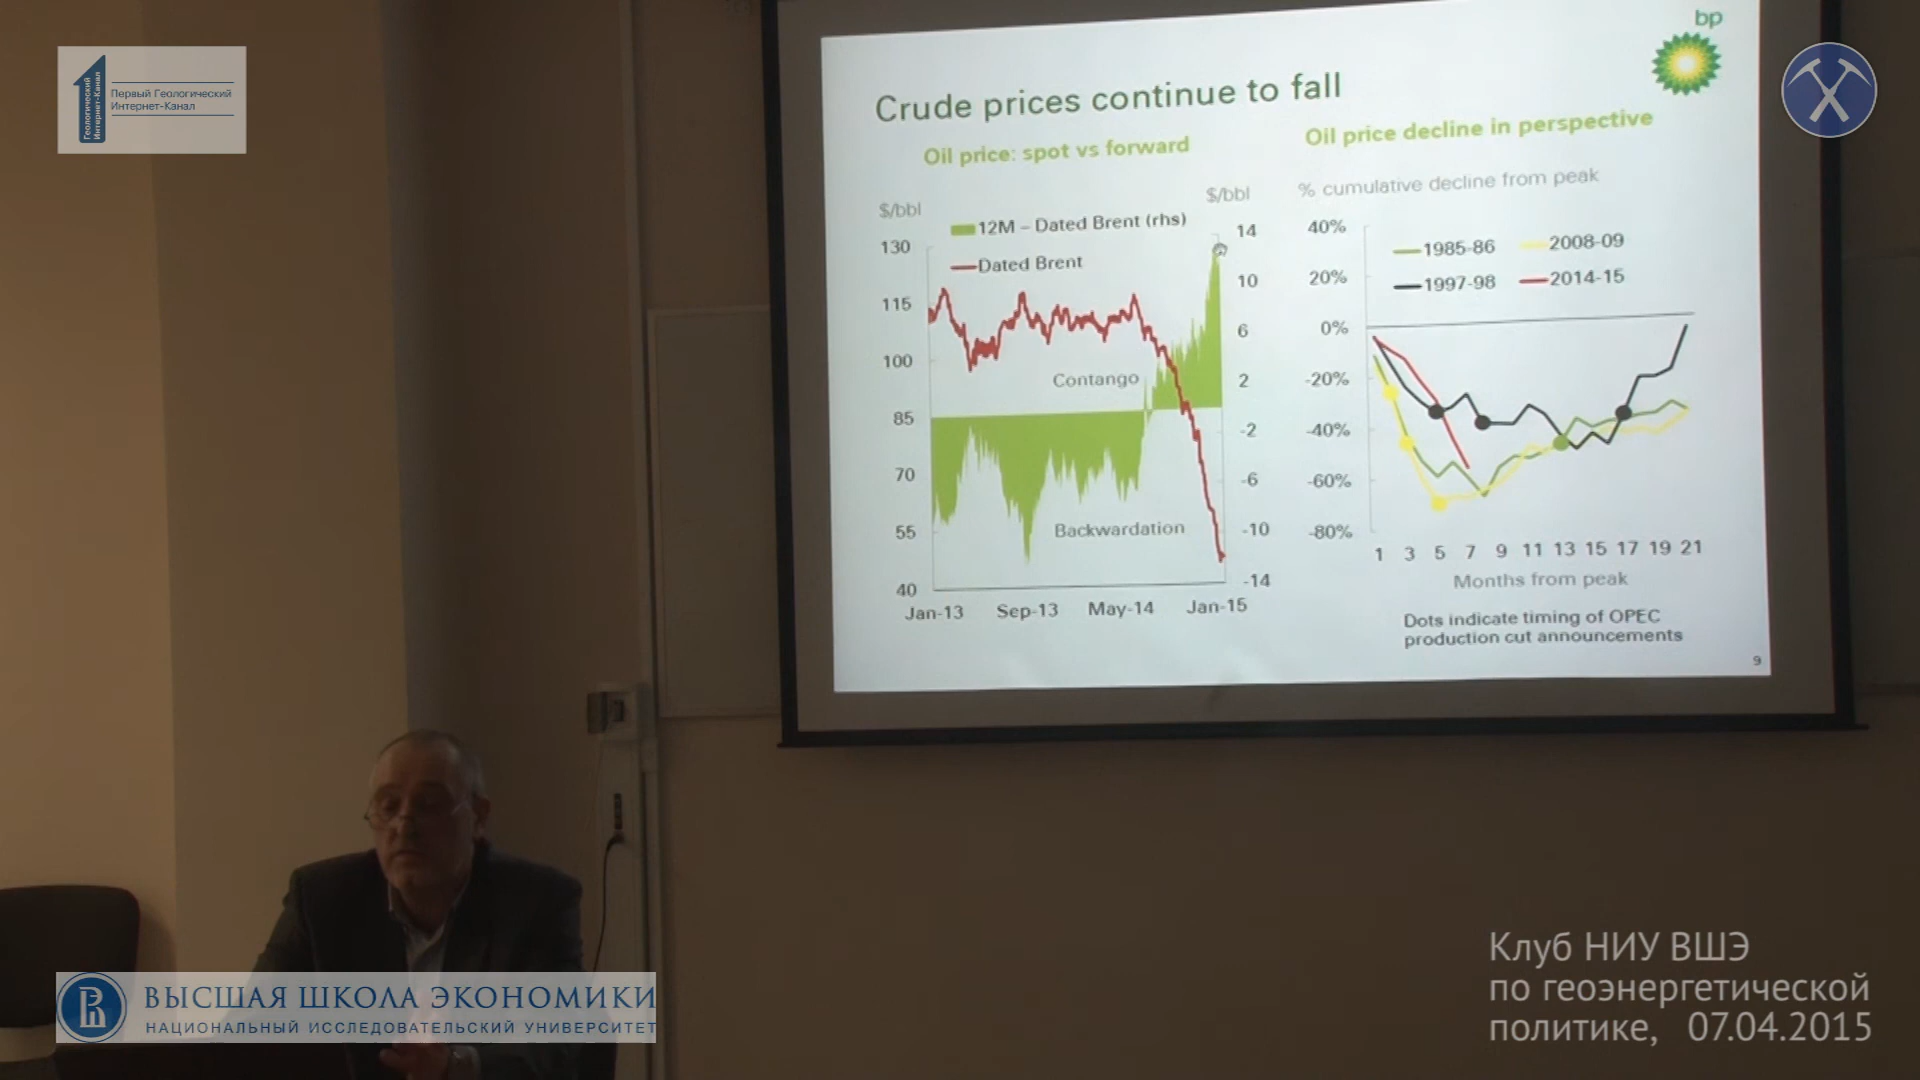 Геологический
Интернет-Канал
Первый Геологический
Интернет-Канал
bp
Crude prices continue to fall
Oil price: spot vs forward
$/bbl
$/bbl
12M – Dated Brent (rhs)
Dated Brent
130
115
100
85
70
55
40
14
10
6
2
-2
-6
-10
-14
Contango
Backwardation
Jan-13 Sep-13 May-14 Jan-15
Oil price decline in perspective
% cumulative decline from peak
40%
20%
0%
-20%
-40%
-60%
-80%
1985-86 2008-09
1997-98 2014-15
1 3 5 7 9 11 13 15 17 19 21
Months from peak
Dots indicate timing of OPEC
production cut announcements
9
ВЫСШАЯ ШКОЛА ЭКОНОМИКИ
НАЦИОНАЛЬНЫЙ ИССЛЕДОВАТЕЛЬСКИЙ УНИВЕРСИТЕТ
Клуб НИУ ВШЭ
по геоэнергетической
политике, 07.04.2015